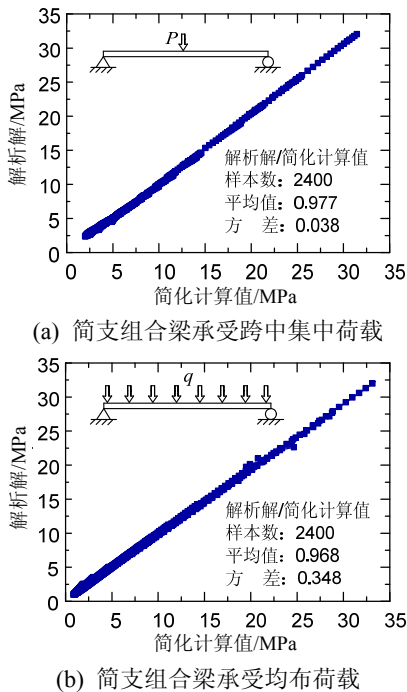 35
30
25
20
15
10
5
0
解析解/MPa
P
解析解/简化计算值
样本数：2400
平均值：0.977
方　差：0.038
0 5 10 15 20 25 30 35
简化计算值/MPa
(a) 简支组合梁承受跨中集中荷载
35
30
25
20
15
10
5
0
解析解/MPa
q
解析解/简化计算值
样本数：2400
平均值：0.968
方　差：0.348
0 5 10 15 20 25 30 35
简化计算值/MPa
(b) 简支组合梁承受均布荷载